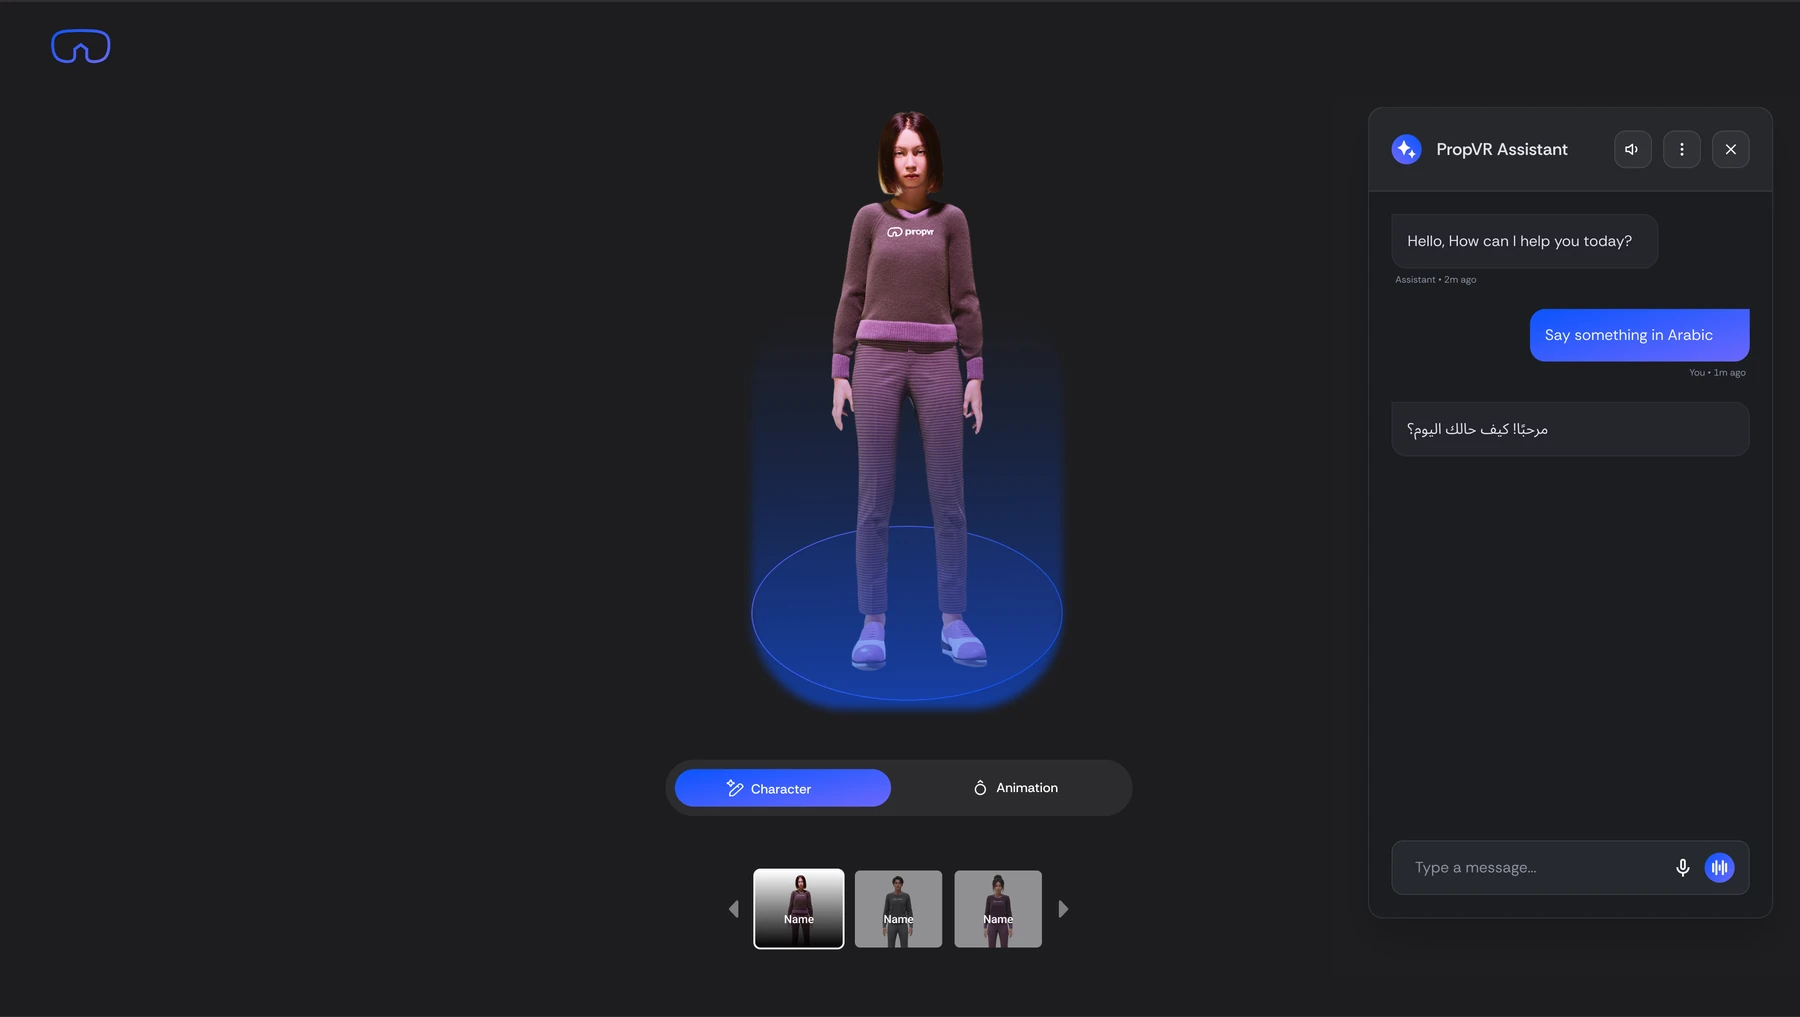 propvr
Character
Animation
Name
Name
Name
PropVR Assistant
Hello, How can I help you today?
Assistant • 2m ago
Say something in Arabic
You • 1m ago
مرحبًا! كيف حالك اليوم؟
Type a message...